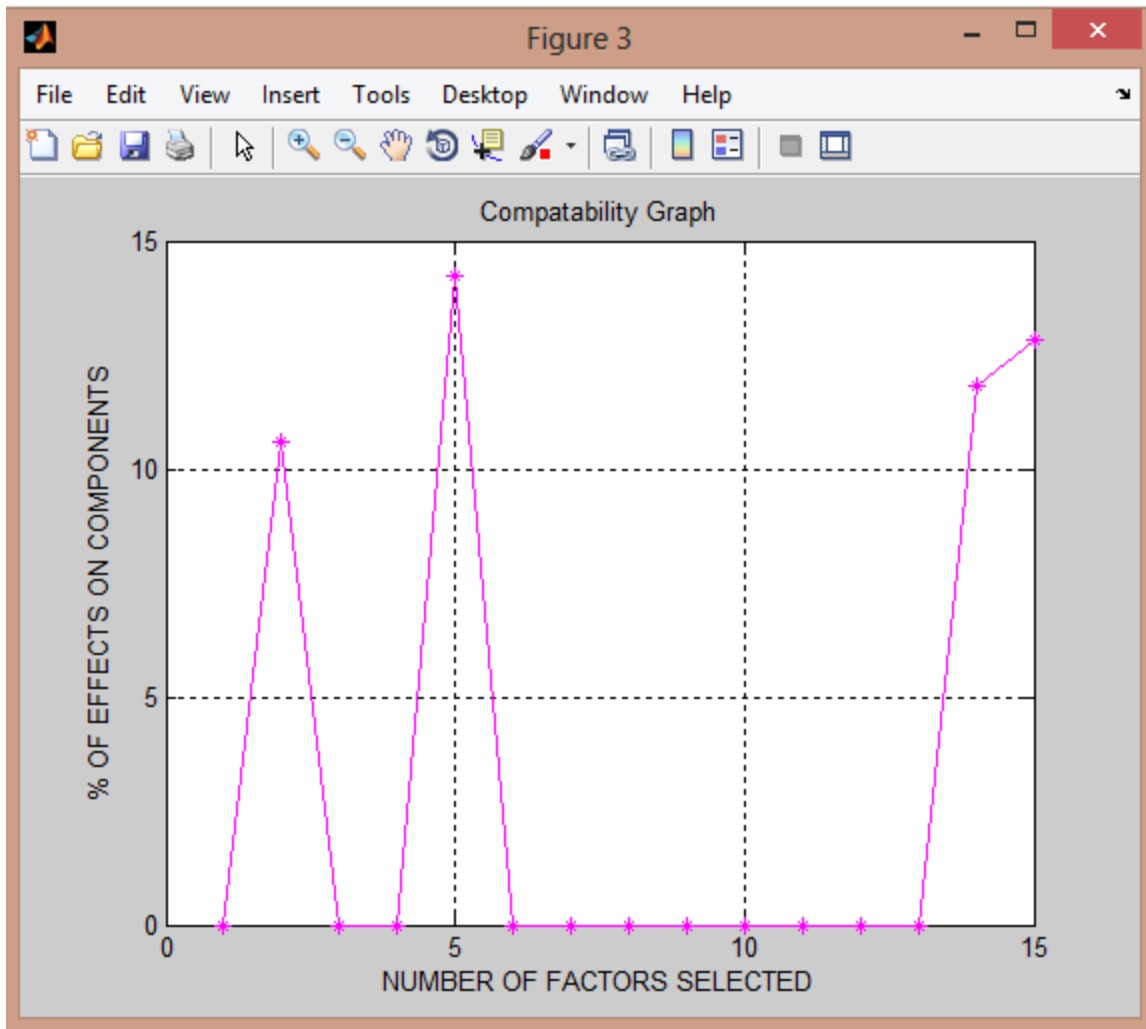 Figure 3
File Edit View Insert Tools Desktop Window Help
Compatability Graph
15
10
5
0
% OF EFFECTS ON COMPONENTS
0 5 10 15
NUMBER OF FACTORS SELECTED